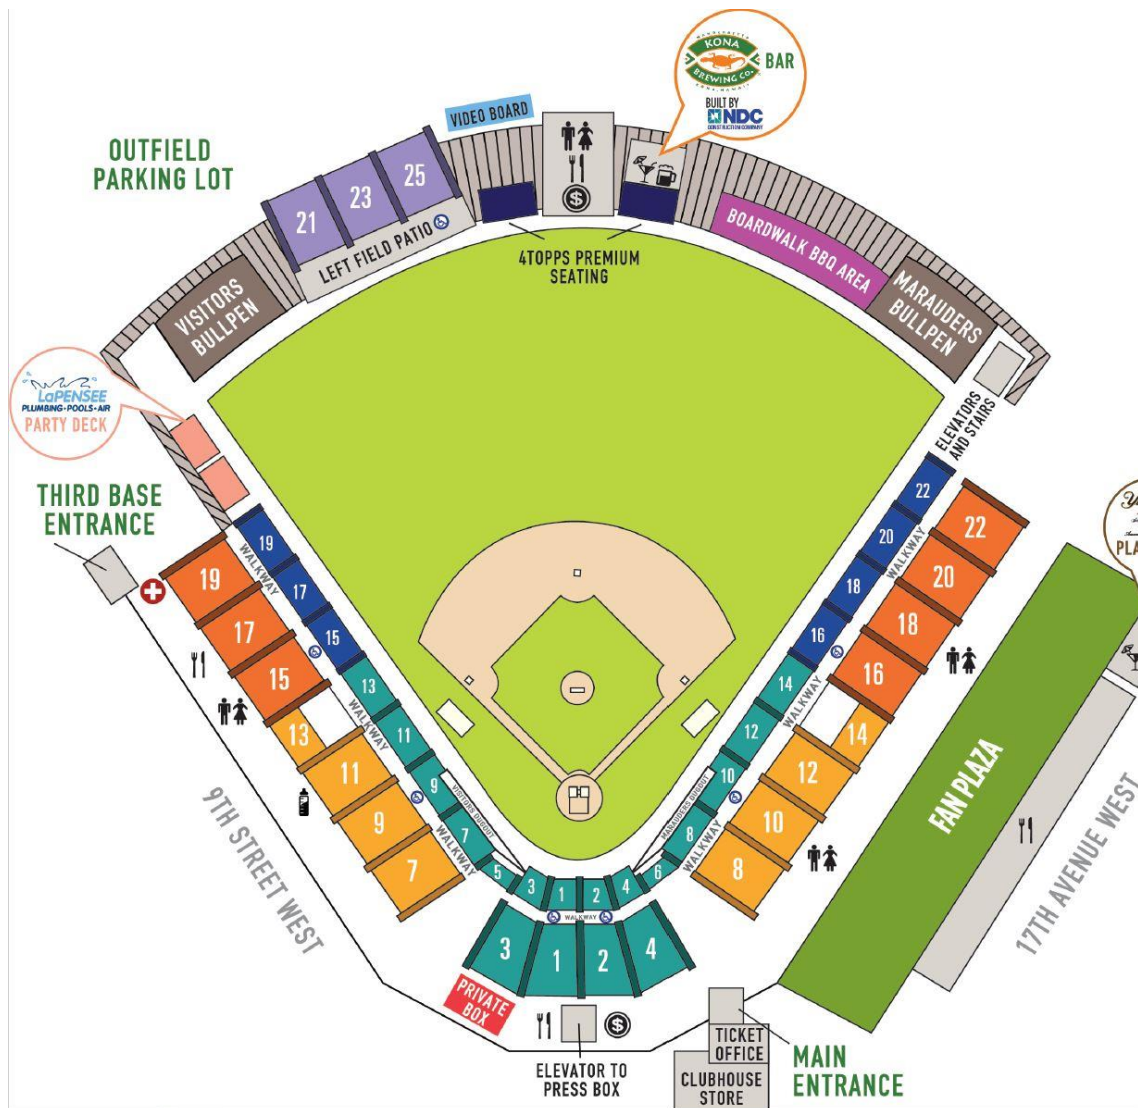 KONA
BREWING CO.
BAR
BUILT BY
NDC
CONSTRUCTION COMPANY
VIDEO BOARD
OUTFIELD
PARKING LOT
25
23
21
LEFT FIELD PATIO
$
4TOPPS PREMIUM
SEATING
BOARDWALK BBQ AREA
MARAUDERS
BULLPEN
VISITORS
BULLPEN
LaPENSEE
PLUMBING•POOLS•AIR
PARTY DECK
ELEVATORS
AND STAIRS
THIRD BASE
ENTRANCE
19
17
15
13
11
9
7
5
3
1
2
4
6
8
10
12
14
16
18
20
22
WALKWAY
WALKWAY
WALKWAY
WALKWAY
WALKWAY
WALKWAY
WALKWAY
VISITORS DUGOUT
MARAUDERS DUGOUT
19
17
15
13
11
9
7
3
1
2
4
8
10
12
14
16
18
20
22
PRIVATE
BOX
$
ELEVATOR TO
PRESS BOX
TICKET
OFFICE
CLUBHOUSE
STORE
MAIN
ENTRANCE
FAN PLAZA
9TH STREET WEST
17TH AVENUE WEST